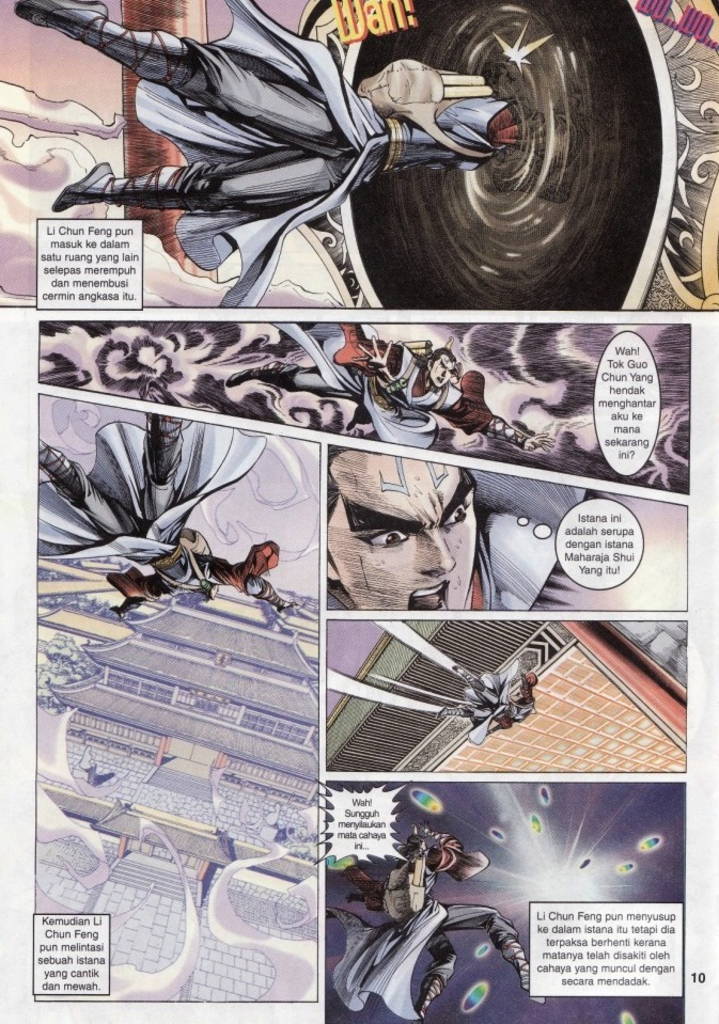 Wah!
Uu...Uu...
Li Chun Feng pun
masuk ke dalam
satu ruang yang lain
selepas merempuh
dan menembusi
cermin angkasa itu.
Wah!
Tok Guo
Chun Yang
hendak
menghantar
aku ke
mana
sekarang
ini?
Istana ini
adalah serupa
dengan istana
Maharaja Shui
Yang itu!
Kemudian Li
Chun Feng
pun melintasi
sebuah istana
yang cantik
dan mewah.
Wah!
Sungguh
menyilaukan
mata cahaya
ini...
Li Chun Feng pun menyusup
ke dalam istana itu tetapi dia
terpaksa berhenti kerana
matanya telah disakiti oleh
cahaya yang muncul dengan
secara mendadak.
10